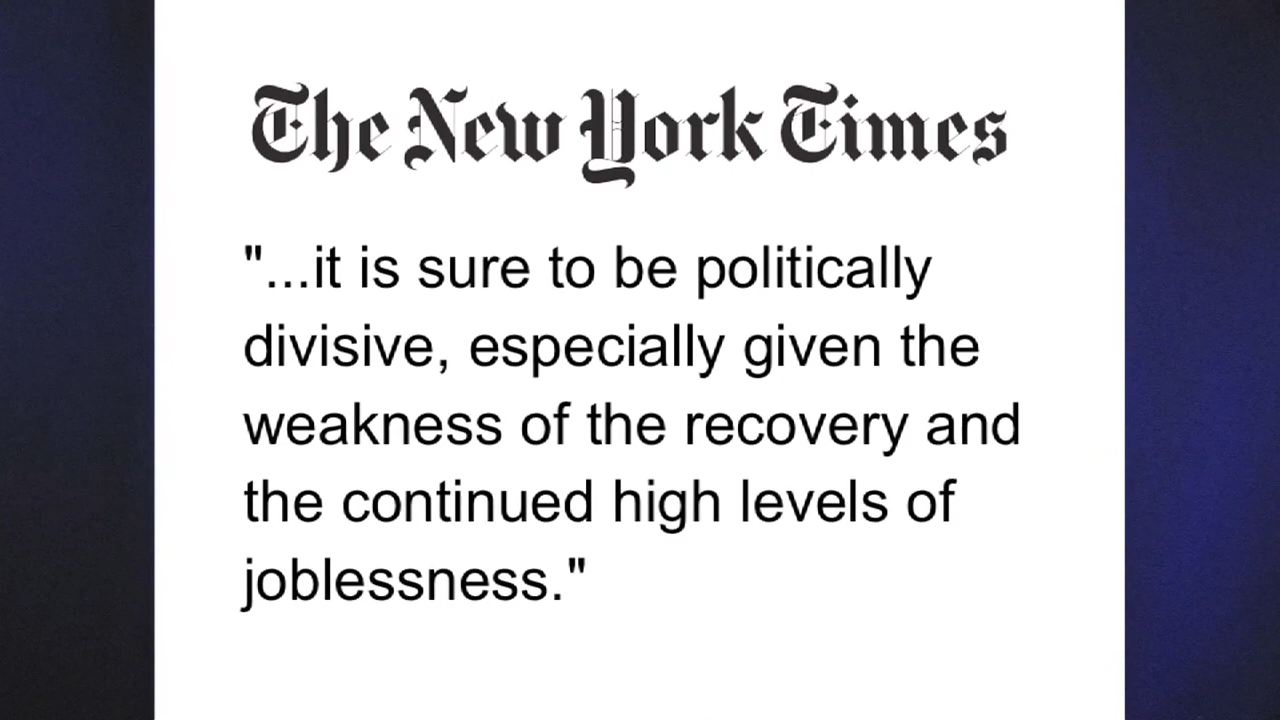 The New York Times
"...it is sure to be politically
divisive, especially given the
weakness of the recovery and
the continued high levels of
joblessness."